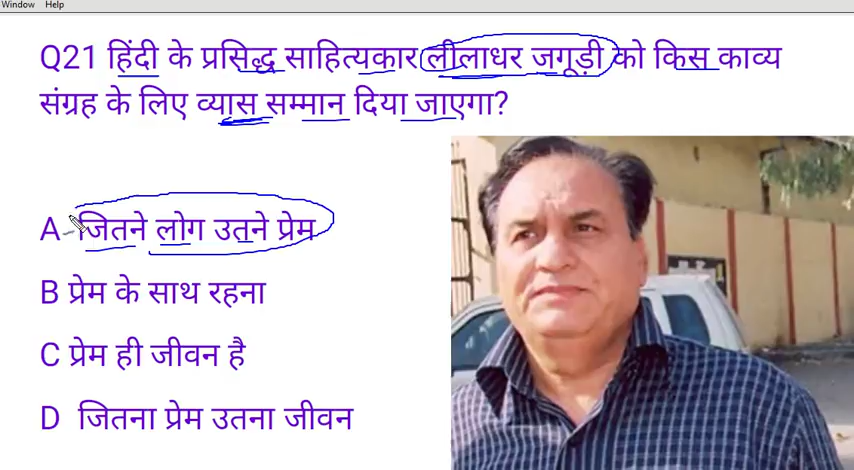 Window Help
Q21 हिंदी के प्रसिद्ध साहित्यकार लीलाधर जगूड़ी को किस काव्य
संग्रह के लिए व्यास सम्मान दिया जाएगा?
A जितने लोग उतने प्रेम
B प्रेम के साथ रहना
C प्रेम ही जीवन है
D जितना प्रेम उतना जीवन